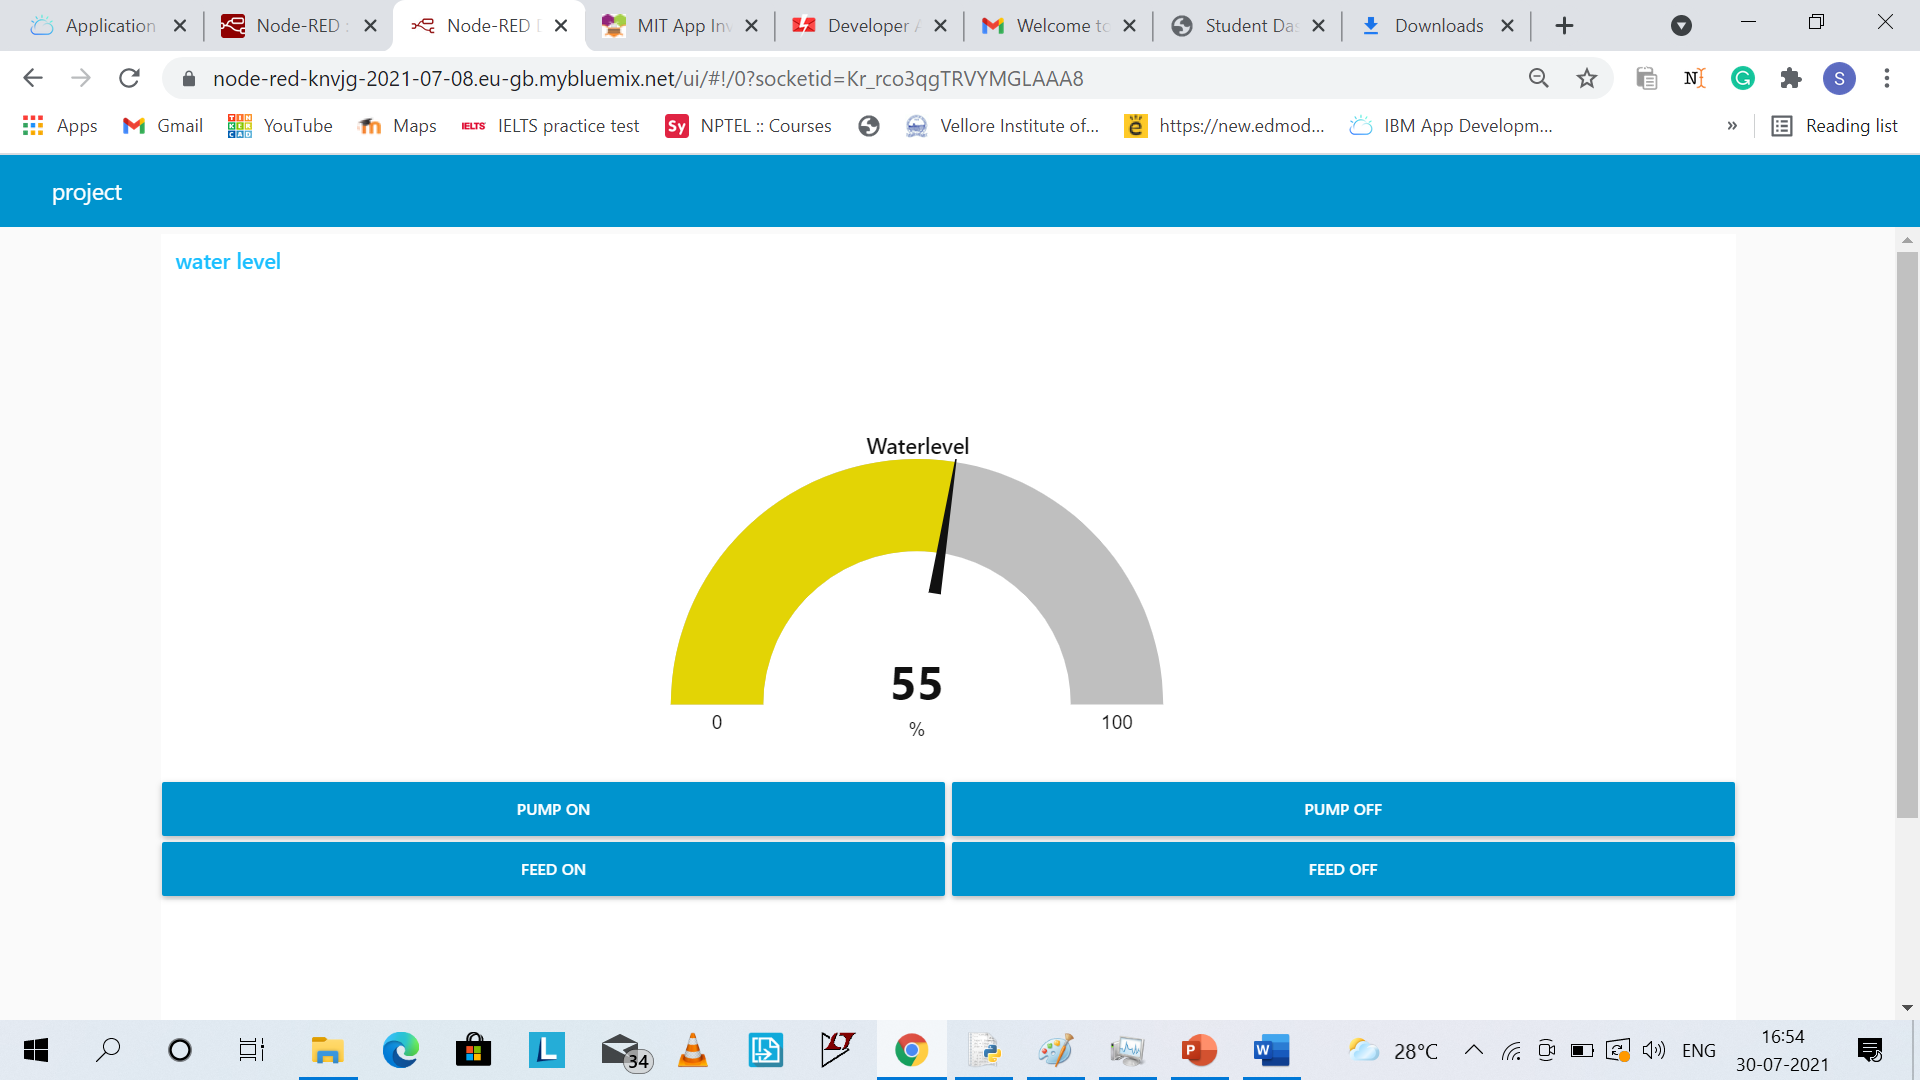 Application
Node-RED :
Node-RED
MIT App Inv
Developer A
Welcome to
Student Das
Downloads
node-red-knvjg-2021-07-08.eu-gb.mybluemix.net/ui/#!/0?socketid=Kr_rco3qgTRVYMGLAAA8
S
Apps
Gmail
YouTube
Maps
IELTS IELTS practice test
Sy NPTEL :: Courses
Vellore Institute of...
https://new.edmod...
IBM App Developm...
» Reading list
project
water level
Waterlevel
55
0 % 100
PUMP ON PUMP OFF
FEED ON FEED OFF
34
28°C
ENG
16:54
30-07-2021